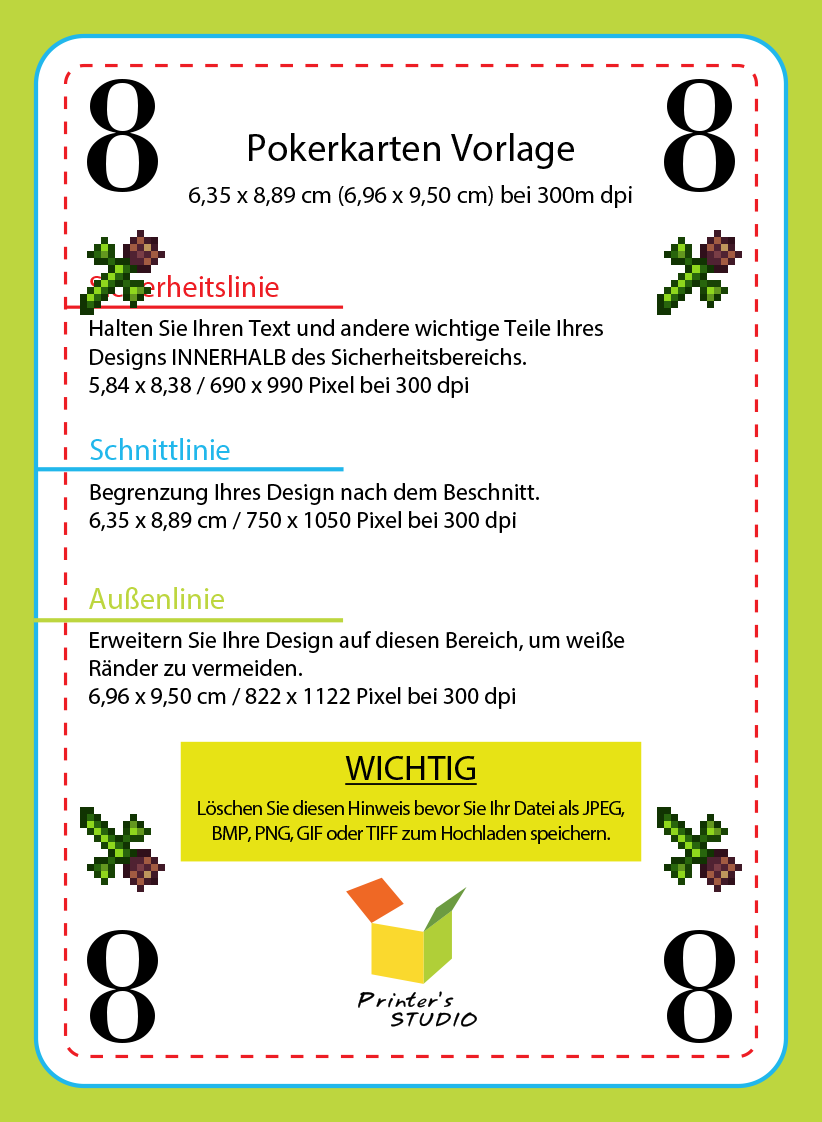 8 8
Pokerkarten Vorlage
6,35 x 8,89 cm (6,96 x 9,50 cm) bei 300m dpi
Sicherheitslinie
Halten Sie Ihren Text und andere wichtige Teile Ihres
Designs INNERHALB des Sicherheitsbereichs.
5,84 x 8,38 / 690 x 990 Pixel bei 300 dpi
Schnittlinie
Begrenzung Ihres Design nach dem Beschnitt.
6,35 x 8,89 cm / 750 x 1050 Pixel bei 300 dpi
Außenlinie
Erweitern Sie Ihre Design auf diesen Bereich, um weiße
Ränder zu vermeiden.
6,96 x 9,50 cm / 822 x 1122 Pixel bei 300 dpi
WICHTIG
Löschen Sie diesen Hinweis bevor Sie Ihr Datei als JPEG,
BMP, PNG, GIF oder TIFF zum Hochladen speichern.
Printer's
STUDIO
8 8